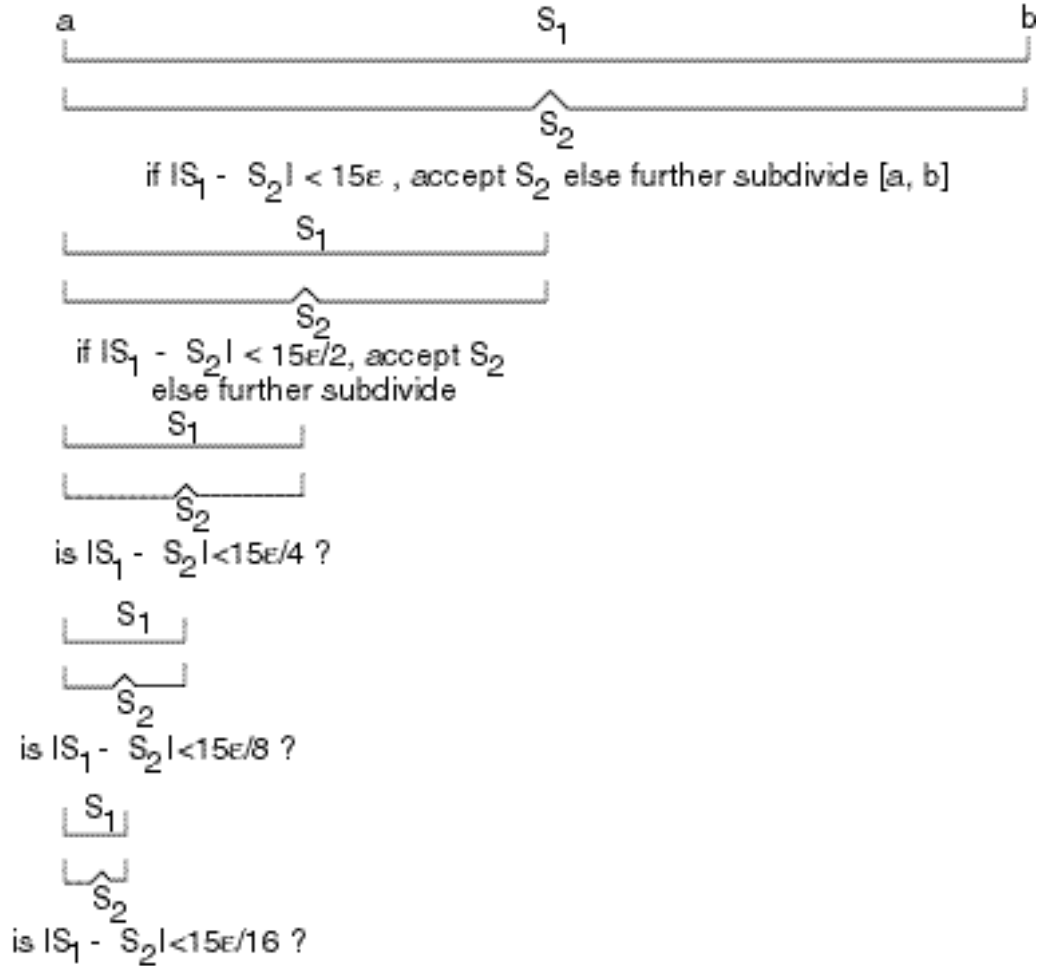 a S₁ b
S₂
if |S₁ - S₂| < 15ε , accept S₂ else further subdivide [a, b]
S₁
S₂
if |S₁ - S₂| < 15ε/2, accept S₂
else further subdivide
S₁
S₂
is |S₁ - S₂|<15ε/4 ?
S₁
S₂
is |S₁ - S₂|<15ε/8 ?
S₁
S₂
is |S₁ - S₂|<15ε/16 ?